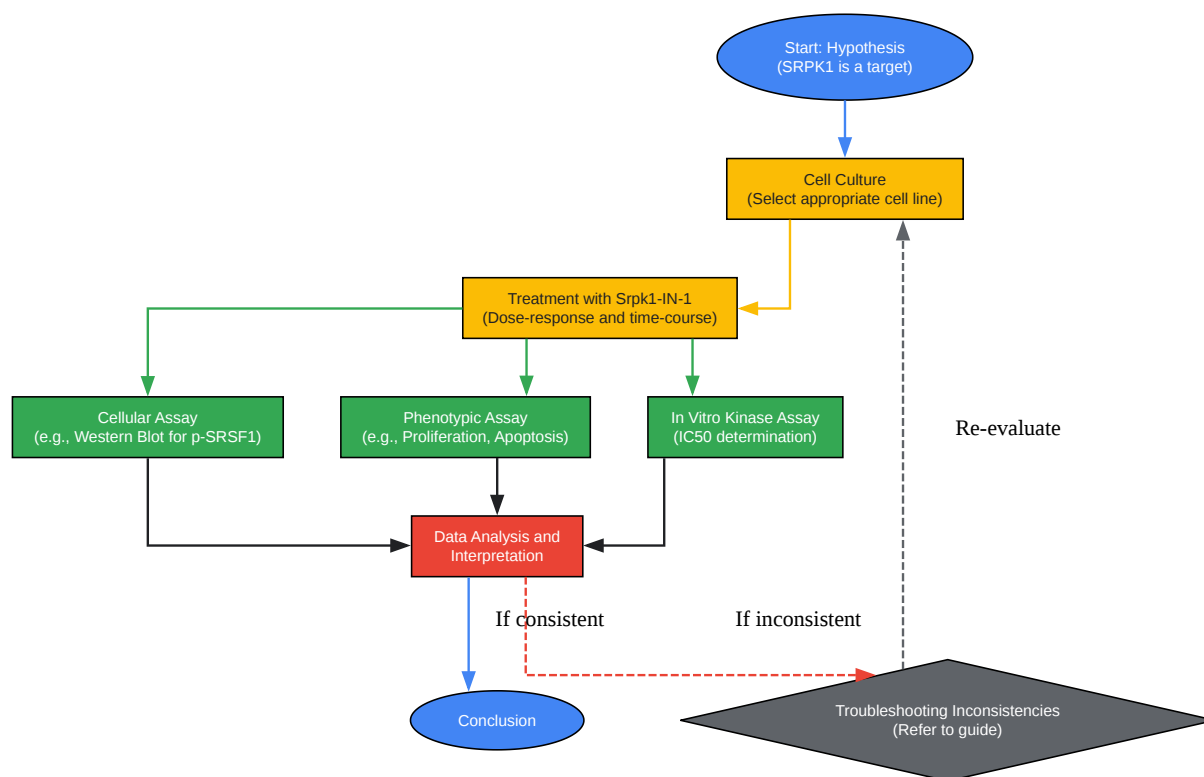 Start: Hypothesis
(SRPK1 is a target)
Cell Culture
(Select appropriate cell line)
Treatment with Srpk1-IN-1
(Dose-response and time-course)
Cellular Assay
(e.g., Western Blot for p-SRSF1)
Phenotypic Assay
(e.g., Proliferation, Apoptosis)
In Vitro Kinase Assay
(IC50 determination)
Re-evaluate
Data Analysis and
Interpretation
If consistent
If inconsistent
Conclusion
Troubleshooting Inconsistencies
(Refer to guide)